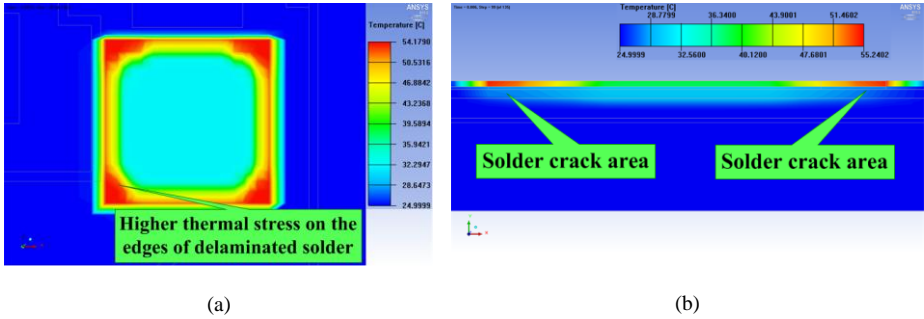 ANSYS
Temperature [C]
54.1790
50.5316
46.8842
43.2368
39.5894
35.9421
32.2947
28.6473
24.9999
Higher thermal stress on the
edges of delaminated solder
(a)
ANSYS
Temperature [C]
28.7799 36.3400 43.9001 51.4602
24.9999 32.5600 40.1200 47.6801 55.2402
Solder crack area
Solder crack area
(b)